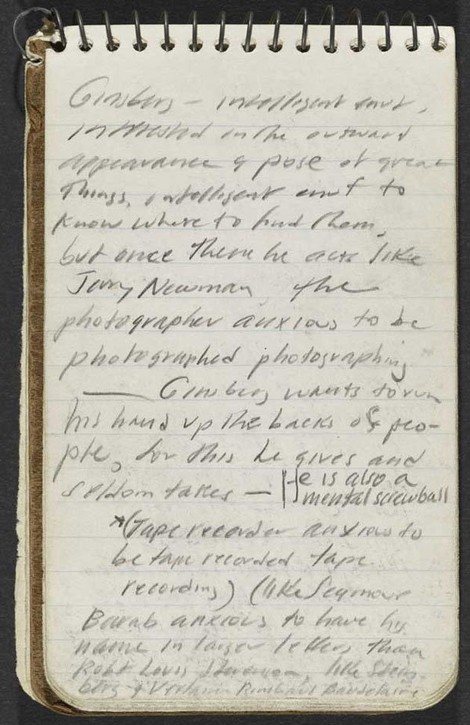 Ginsberg — intelligent enuf,
interested in the outward
appearance & pose of great
things, intelligent enuf to
know where to find them,
but once there he acts like
Jerry Newman, the
photographer anxious to be
photographed photographing
— Ginsberg wants to run
his hand up the backs of peo-
ple, for this he gives and
seldom takes — He is also a
mental screwball
*(Tape recorder anxious to
be tape recorded tape
recording) (like Seymour
Barab anxious to have his
name in larger letters than
Robt Louis Stevenson, like Stein-
berg & Verlaine Rimbaud Baudelaire